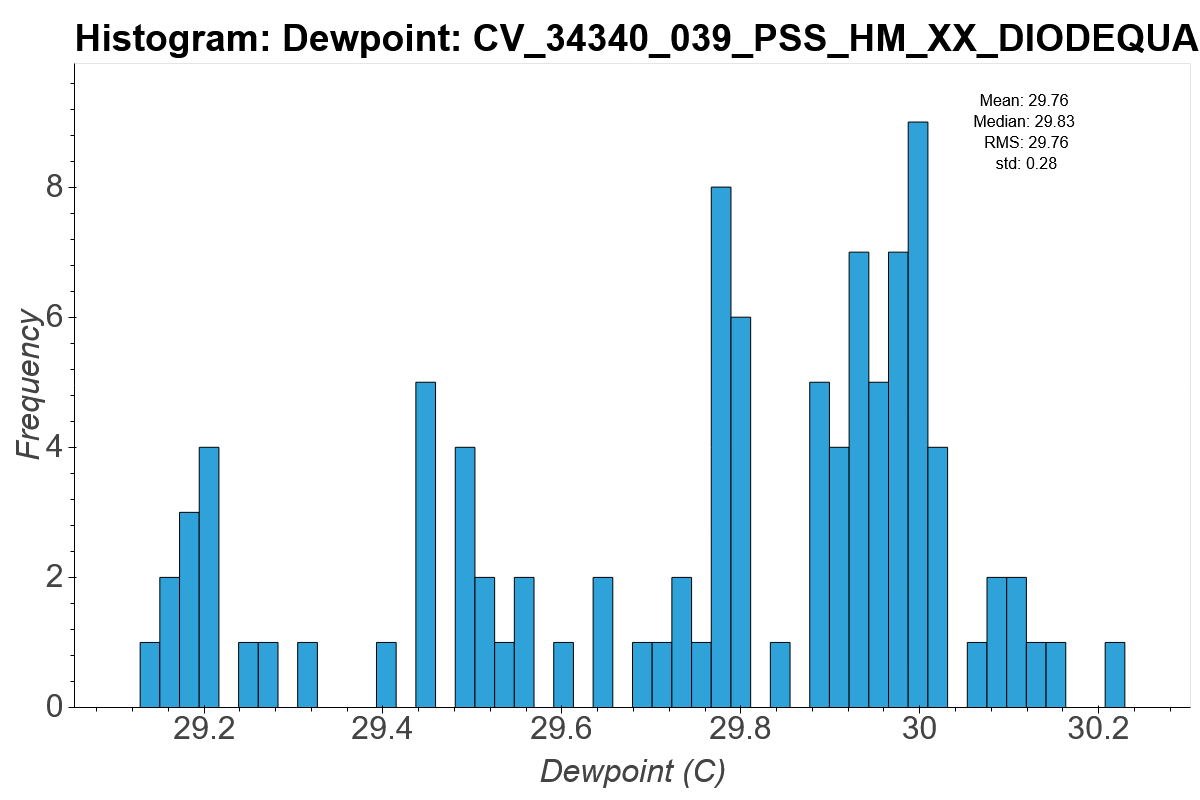 Histogram: Dewpoint: CV_34340_039_PSS_HM_XX_DIODEQUA
Mean: 29.76
Median: 29.83
RMS: 29.76
std: 0.28
Frequency
8
6
4
2
0
29.2 29.4 29.6 29.8 30 30.2
Dewpoint (C)